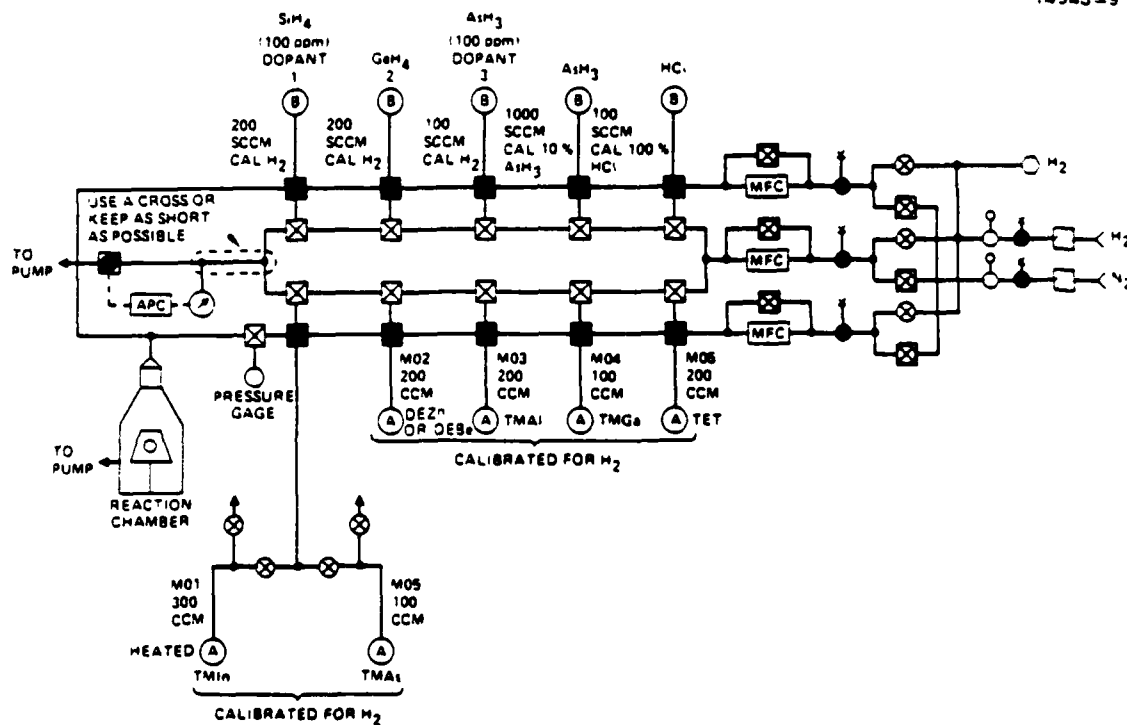 SiH4
(100 ppm)
DOPANT
1
GeH4
2
AsH3
(100 ppm)
DOPANT
3
AsH3
HCl
B
B
B
B
B
200
SCCM
CAL H2
200
SCCM
CAL H2
100
SCCM
CAL H2
1000
SCCM
CAL 10 %
AsH3
100
SCCM
CAL 100 %
HCl
MFC
H2
USE A CROSS OR
KEEP AS SHORT
AS POSSIBLE
TO
PUMP
APC
MFC
H2
N2
MFC
PRESSURE
GAGE
M02
200
CCM
M03
200
CCM
M04
100
CCM
M06
200
CCM
A
DEZn
OR DEBe
A
TMAl
A
TMGa
A
TET
CALIBRATED FOR H2
TO
PUMP
REACTION
CHAMBER
M01
300
CCM
M05
100
CCM
HEATED
A
A
TMIn
TMAs
CALIBRATED FOR H2